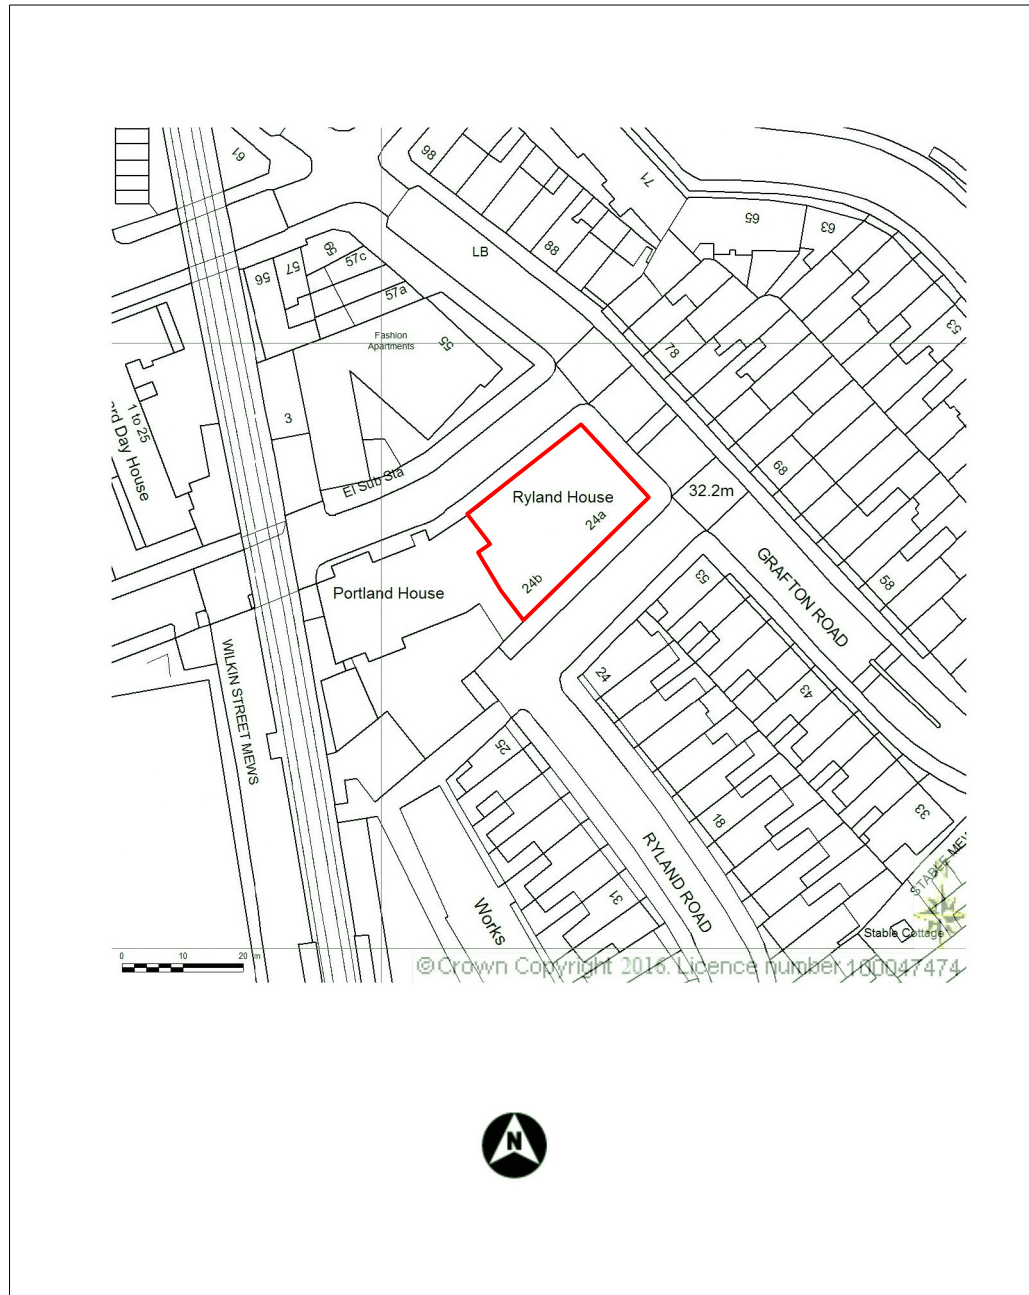 61
86
71
65
63
LB
88
59
57c
57
56
57a
53
Fashion
Apartments
55
78
1 to 25
3
rd Day House
68
El Sub Sta
Ryland House
32.2m
24a
GRAFTON ROAD
53
58
24b
Portland House
WILKIN STREET MEWS
24
43
25
33
18
RYLAND ROAD
31
Works
Stable Cottage
0 10 20 m
©Crown Copyright 2016. Licence number 100047474
N